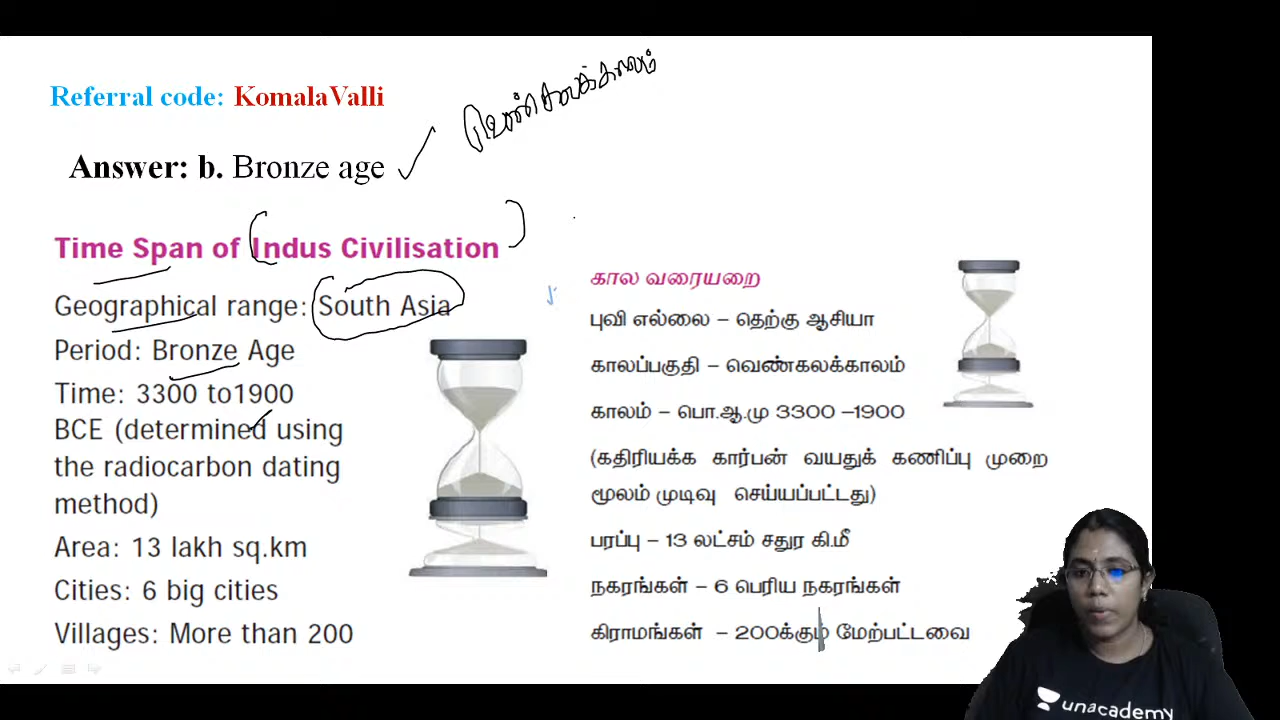 Referral code: KomalaValli
வெண்கலக்காலம்
Answer: b. Bronze age
Time Span of Indus Civilisation
Geographical range: South Asia
Period: Bronze Age
Time: 3300 to1900
BCE (determined using
the radiocarbon dating
method)
Area: 13 lakh sq.km
Cities: 6 big cities
Villages: More than 200
கால வரையறை
புவி எல்லை – தெற்கு ஆசியா
காலப்பகுதி – வெண்கலக்காலம்
காலம் – பொ.ஆ.மு 3300 –1900
(கதிரியக்க கார்பன் வயதுக் கணிப்பு முறை
மூலம் முடிவு செய்யப்பட்டது)
பரப்பு – 13 லட்சம் சதுர கி.மீ
நகரங்கள் – 6 பெரிய நகரங்கள்
கிராமங்கள் – 200க்கும் மேற்பட்டவை
unacademy